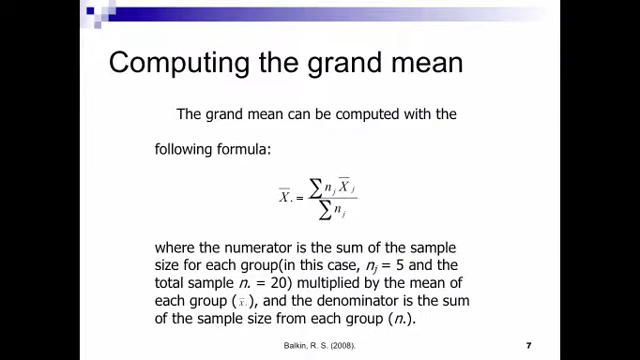 Computing the grand mean
The grand mean can be computed with the
following formula:
X̄. = ∑ nⱼ X̄ⱼ / ∑ nⱼ
where the numerator is the sum of the sample
size for each group(in this case, nⱼ = 5 and the
total sample n. = 20) multiplied by the mean of
each group (X̄.), and the denominator is the sum
of the sample size from each group (n.).
Balkin, R. S. (2008).
7